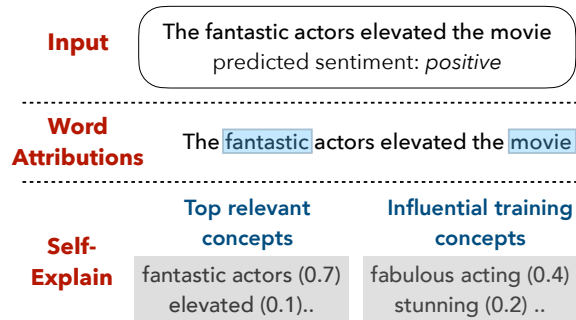 Input
The fantastic actors elevated the movie
predicted sentiment: positive
Word
Attributions
The fantastic actors elevated the movie
Self-
Explain
Top relevant
concepts
fantastic actors (0.7)
elevated (0.1)..
Influential training
concepts
fabulous acting (0.4)
stunning (0.2) ..